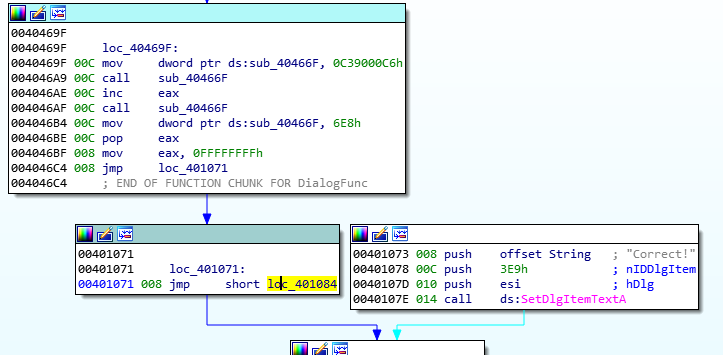 0040469F
0040469F loc_40469F:
0040469F 00C mov dword ptr ds:sub_40466F, 0C39000C6h
004046A9 00C call sub_40466F
004046AE 00C inc eax
004046AF 00C call sub_40466F
004046B4 00C mov dword ptr ds:sub_40466F, 6E8h
004046BE 00C pop eax
004046BF 008 mov eax, 0FFFFFFFFh
004046C4 008 jmp loc_401071
004046C4 ; END OF FUNCTION CHUNK FOR DialogFunc
00401071
00401071 loc_401071:
00401071 008 jmp short loc_401084
00401073 008 push offset String ; "Correct!"
00401078 00C push 3E9h ; nIDDlgItem
0040107D 010 push esi ; hDlg
0040107E 014 call ds:SetDlgItemTextA